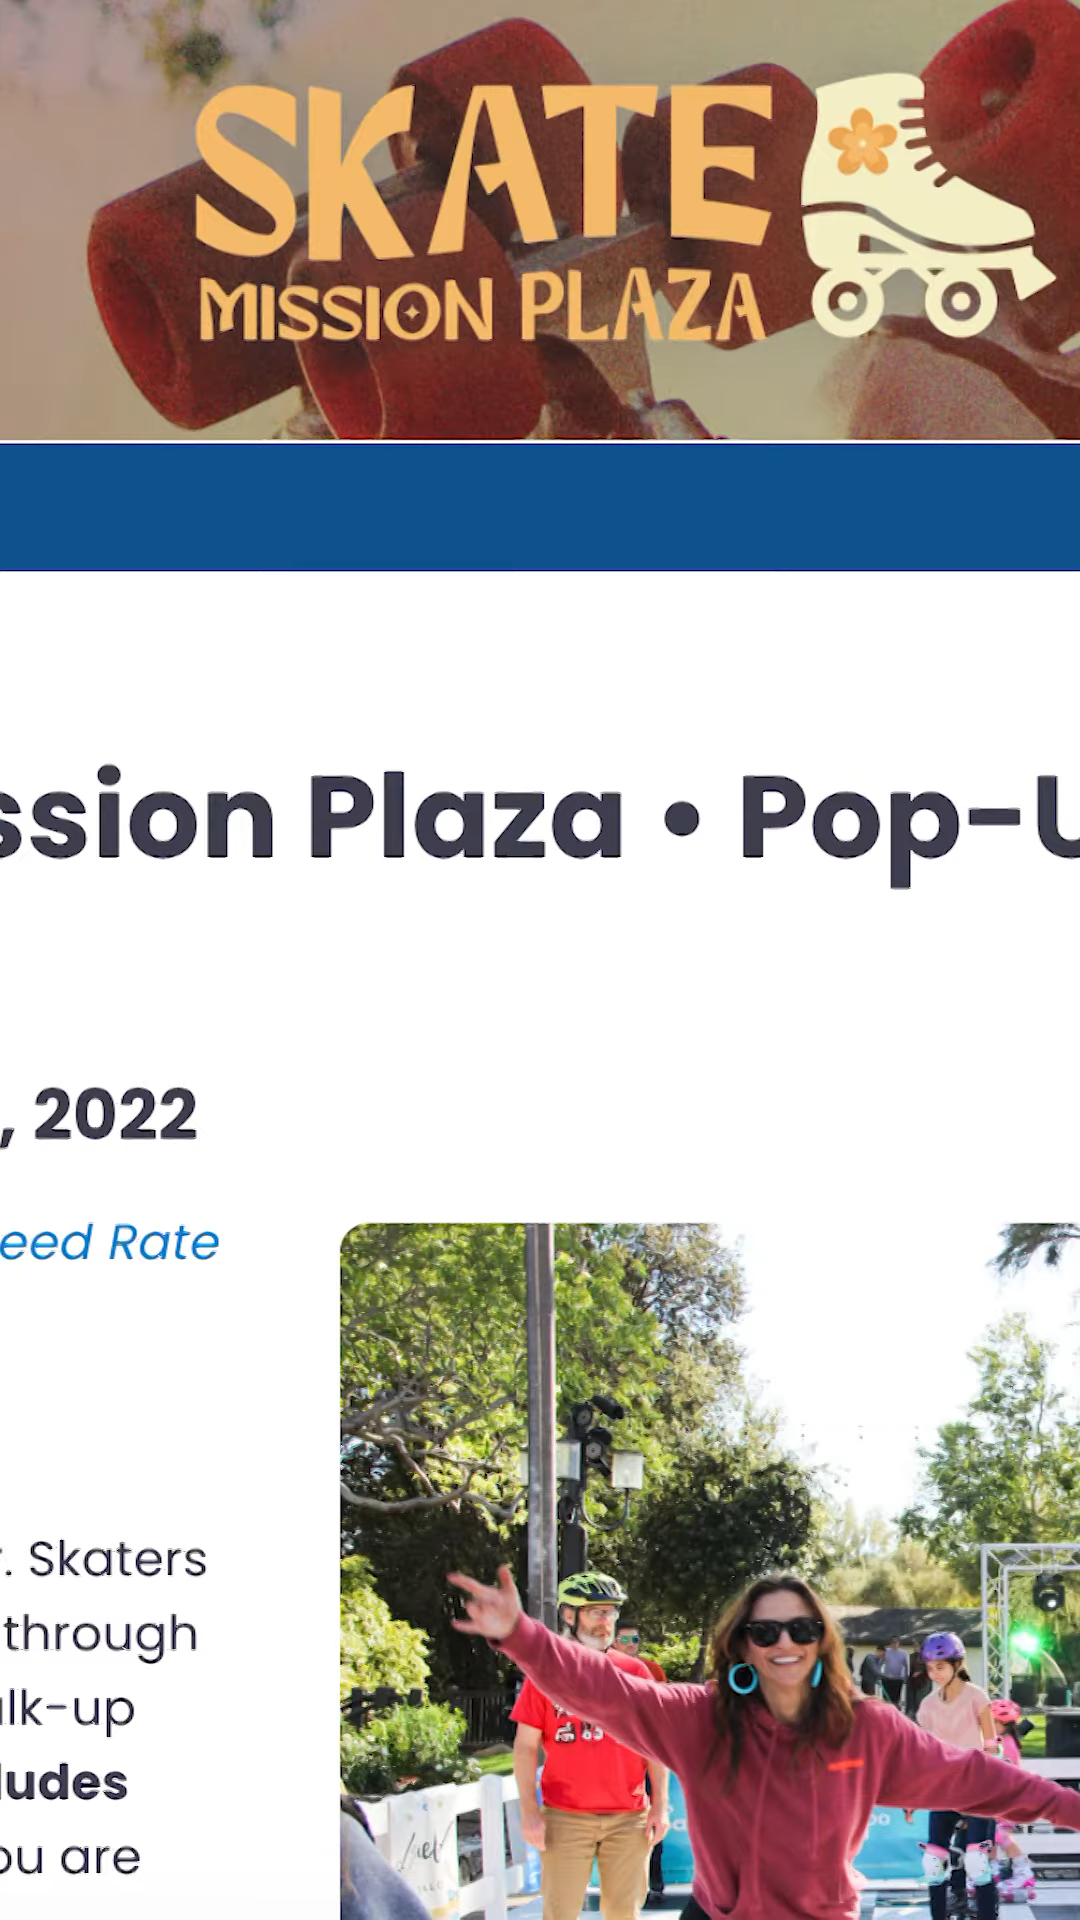 SKATE
MISSION PLAZA
ssion Plaza • Pop-U
, 2022
eed Rate
. Skaters
through
lk-up
ludes
ou are